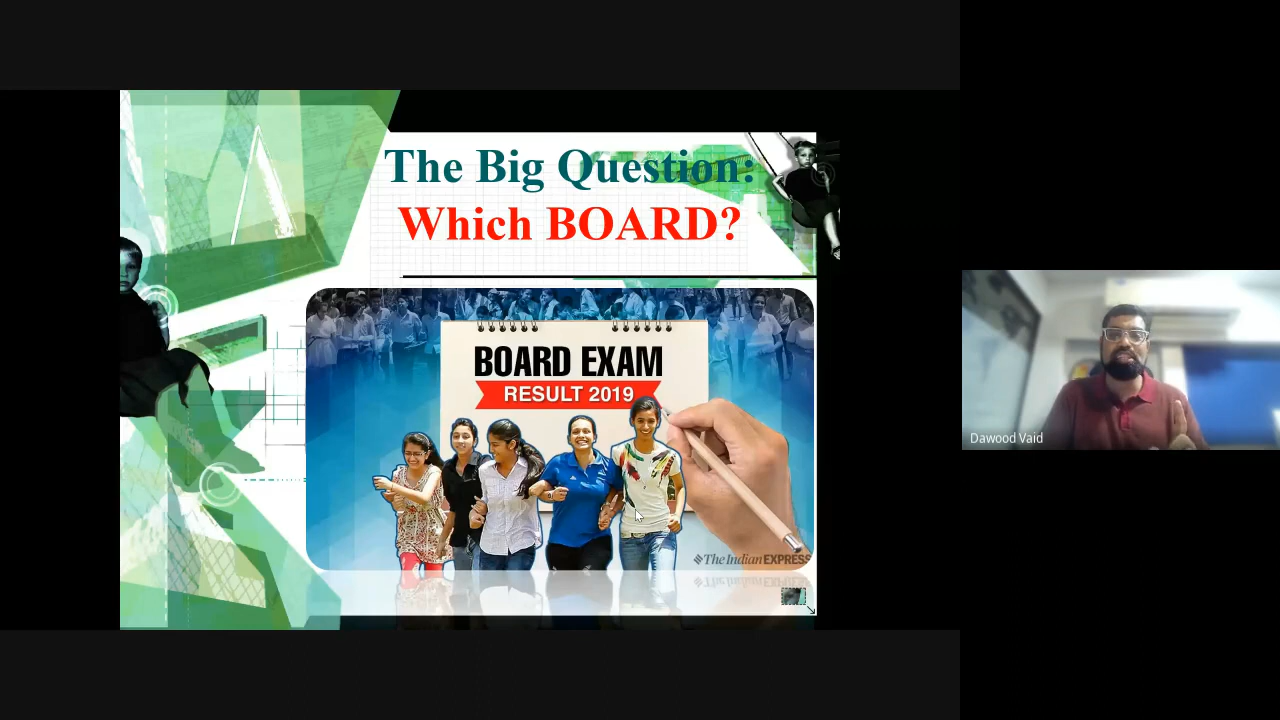 The Big Question:
Which BOARD?
BOARD EXAM
RESULT 2019
The Indian EXPRESS
Dawood Vaid